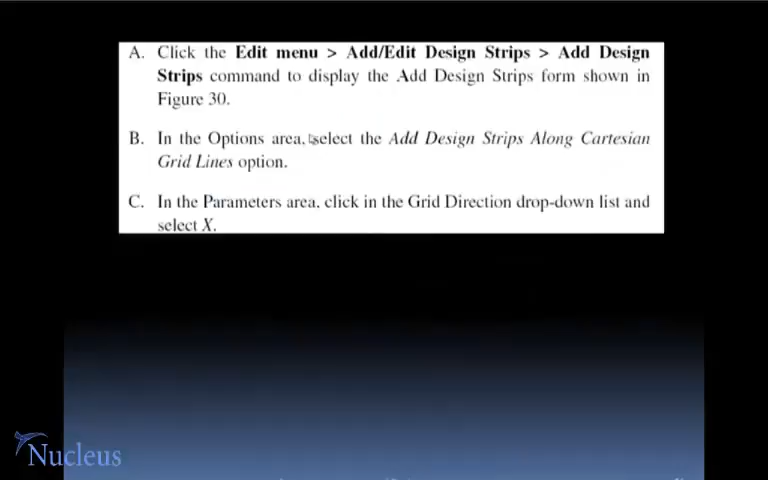 A. Click the Edit menu > Add/Edit Design Strips > Add Design
Strips command to display the Add Design Strips form shown in
Figure 30.
B. In the Options area, select the Add Design Strips Along Cartesian
Grid Lines option.
C. In the Parameters area, click in the Grid Direction drop-down list and
select X.
Nucleus